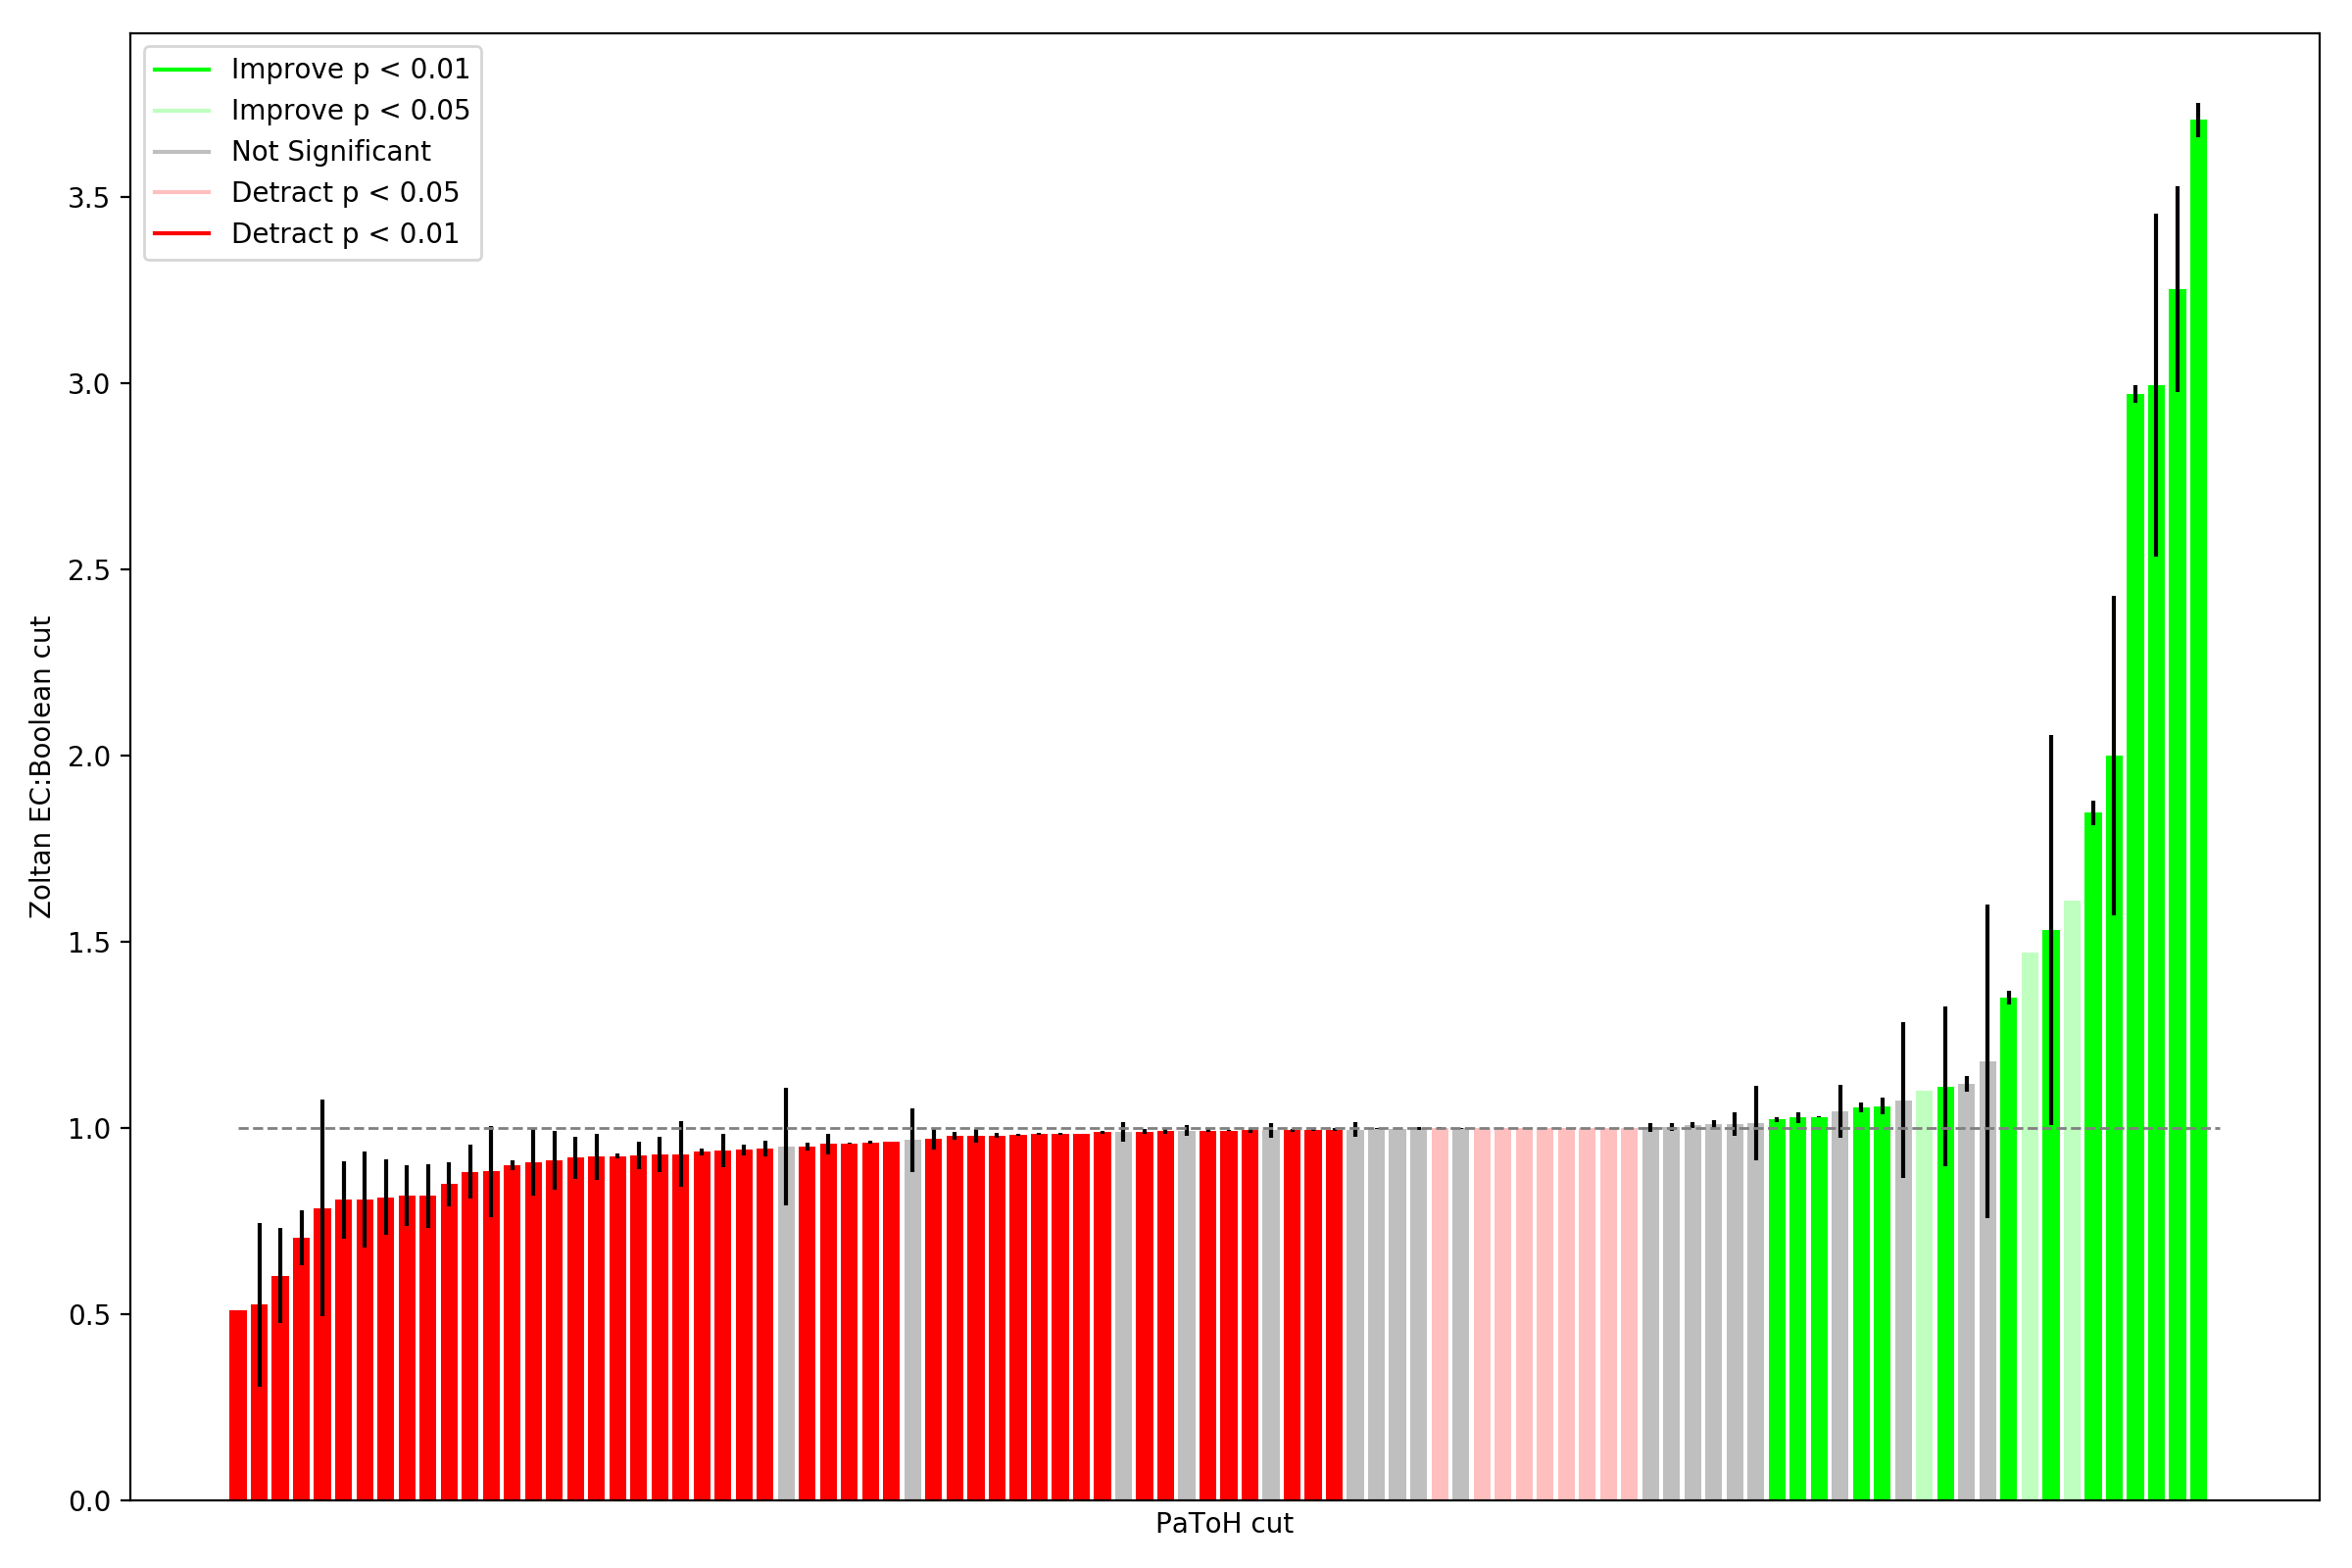 Improve p < 0.01
Improve p < 0.05
Not Significant
Detract p < 0.05
Detract p < 0.01
3.5
3.0
2.5
2.0
1.5
1.0
0.5
0.0
Zoltan EC:Boolean cut
PaToH cut